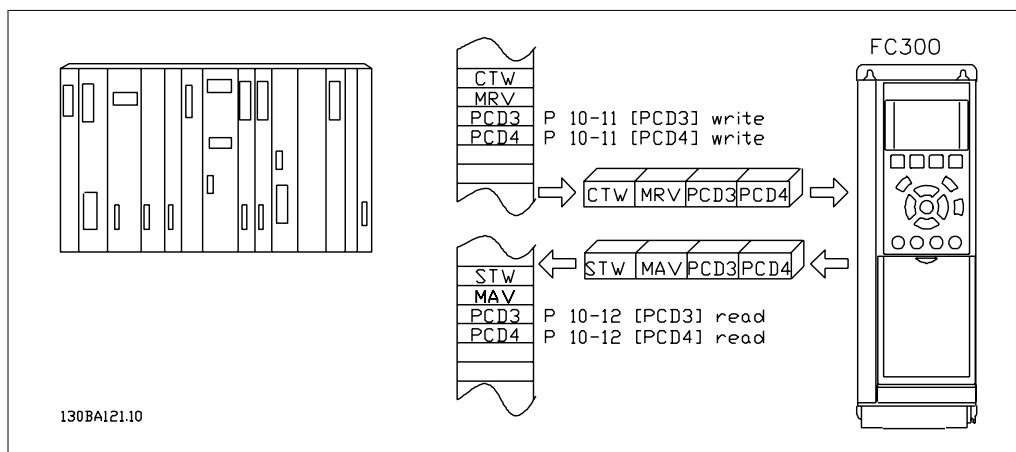 FC300
CTW
MRV
PCD3 P 10-11 [PCD3] write
PCD4 P 10-11 [PCD4] write
CTW MRV PCD3 PCD4
STW MAV PCD3 PCD4
STW
MAV
PCD3 P 10-12 [PCD3] read
PCD4 P 10-12 [PCD4] read
130BA121.10